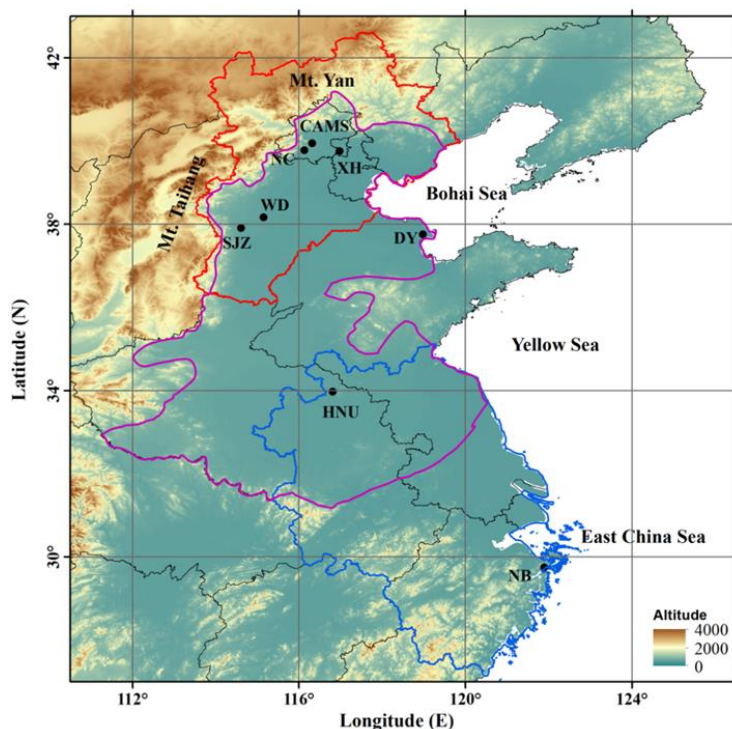 42°
Mt. Yan
CAMS
NC
XH
Mt. Taihang
Bohai Sea
WD
38°
SJZ
DY
Latitude (N)
Yellow Sea
34°
HNU
East China Sea
30°
NB
Altitude
4000
2000
0
112°
116°
120°
124°
Longitude (E)